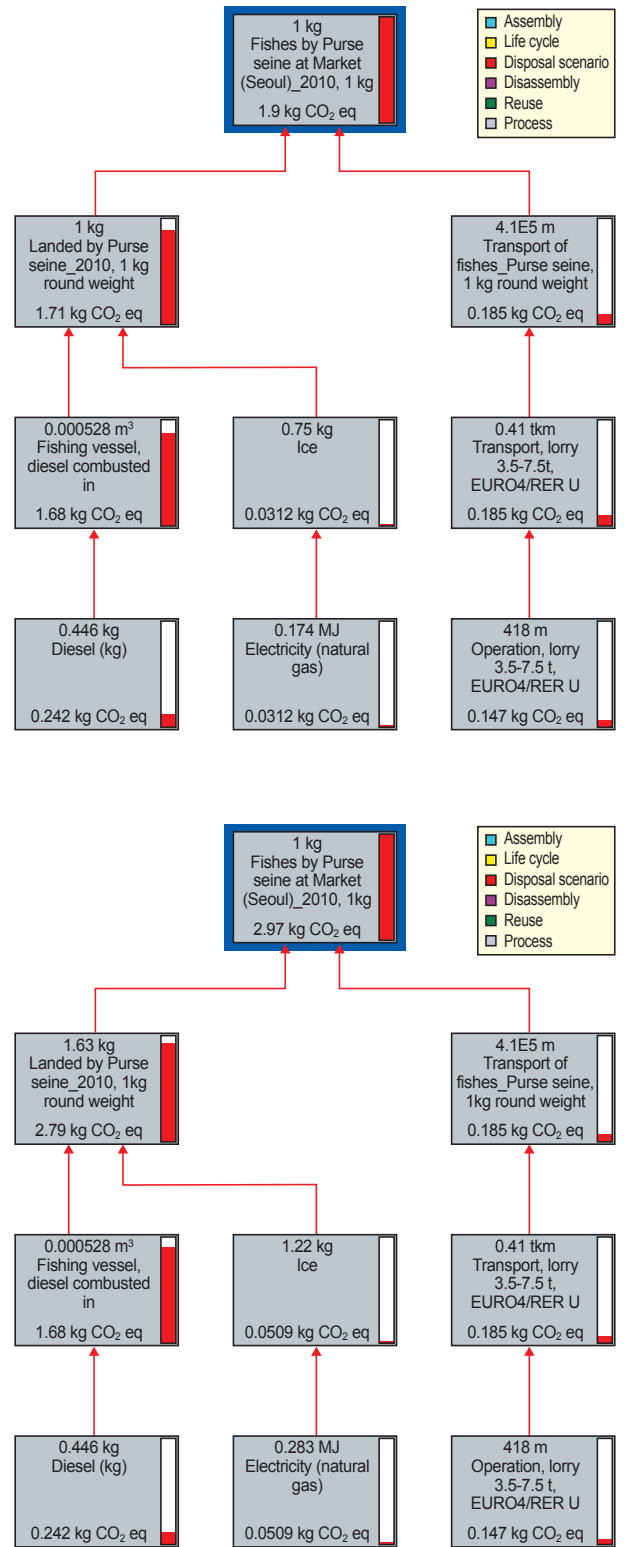 1 kg
Fishes by Purse
seine at Market
(Seoul)_2010, 1 kg
1.9 kg CO₂ eq
Assembly
Life cycle
Disposal scenario
Disassembly
Reuse
Process
1 kg
Landed by Purse
seine_2010, 1 kg
round weight
1.71 kg CO₂ eq
4.1E5 m
Transport of
fishes_Purse seine,
1 kg round weight
0.185 kg CO₂ eq
0.000528 m³
Fishing vessel,
diesel combusted
in
1.68 kg CO₂ eq
0.75 kg
Ice
0.0312 kg CO₂ eq
0.41 tkm
Transport, lorry
3.5-7.5t,
EURO4/RER U
0.185 kg CO₂ eq
0.446 kg
Diesel (kg)
0.242 kg CO₂ eq
0.174 MJ
Electricity (natural
gas)
0.0312 kg CO₂ eq
418 m
Operation, lorry
3.5-7.5 t,
EURO4/RER U
0.147 kg CO₂ eq
1 kg
Fishes by Purse
seine at Market
(Seoul)_2010, 1kg
2.97 kg CO₂ eq
Assembly
Life cycle
Disposal scenario
Disassembly
Reuse
Process
1.63 kg
Landed by Purse
seine_2010, 1kg
round weight
2.79 kg CO₂ eq
4.1E5 m
Transport of
fishes_Purse seine,
1kg round weight
0.185 kg CO₂ eq
0.000528 m³
Fishing vessel,
diesel combusted
in
1.68 kg CO₂ eq
1.22 kg
Ice
0.0509 kg CO₂ eq
0.41 tkm
Transport, lorry
3.5-7.5 t,
EURO4/RER U
0.185 kg CO₂ eq
0.446 kg
Diesel (kg)
0.242 kg CO₂ eq
0.283 MJ
Electricity (natural
gas)
0.0509 kg CO₂ eq
418 m
Operation, lorry
3.5-7.5 t,
EURO4/RER U
0.147 kg CO₂ eq